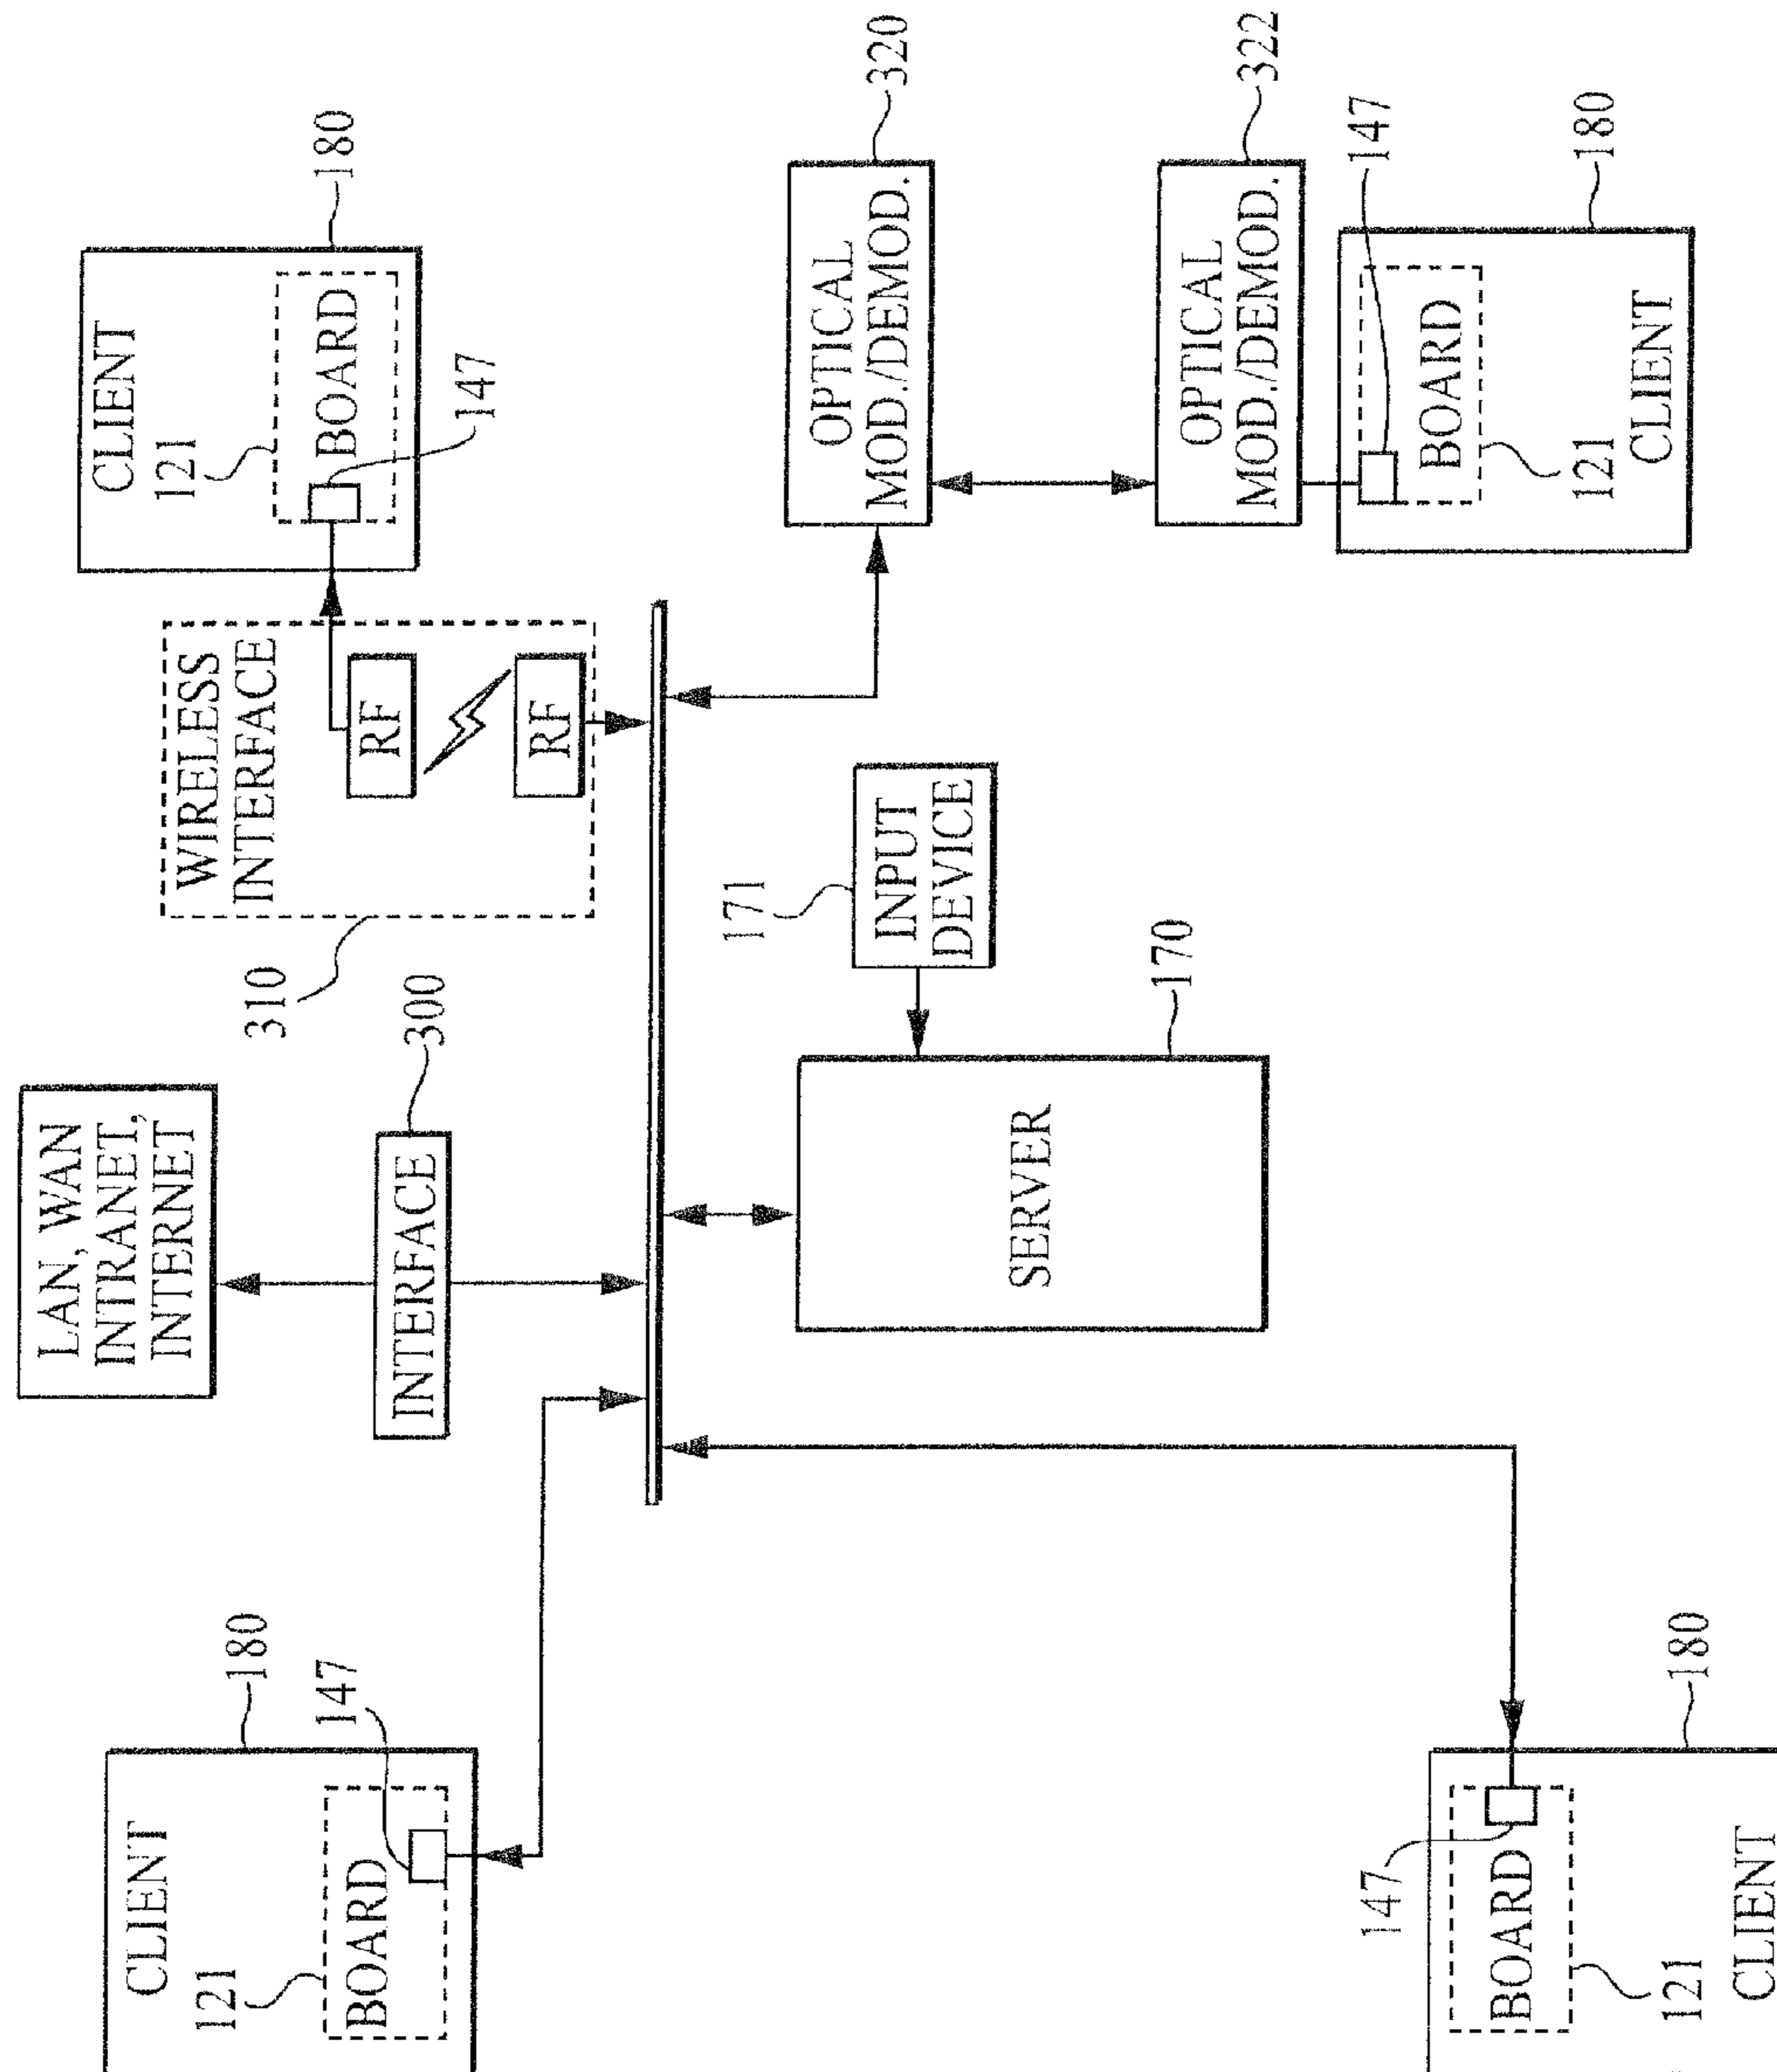 CLIENT
121
BOARD
147
180
LAN, WAN
INTRANET,
INTERNET
INTERFACE
300
WIRELESS
INTERFACE
RF
RF
310
CLIENT
121
BOARD
147
180
SERVER
170
171
INPUT
DEVICE
OPTICAL
MOD./DEMOD.
320
OPTICAL
MOD./DEMOD.
322
147
BOARD
121
CLIENT
180
147
BOARD
121
CLIENT
180